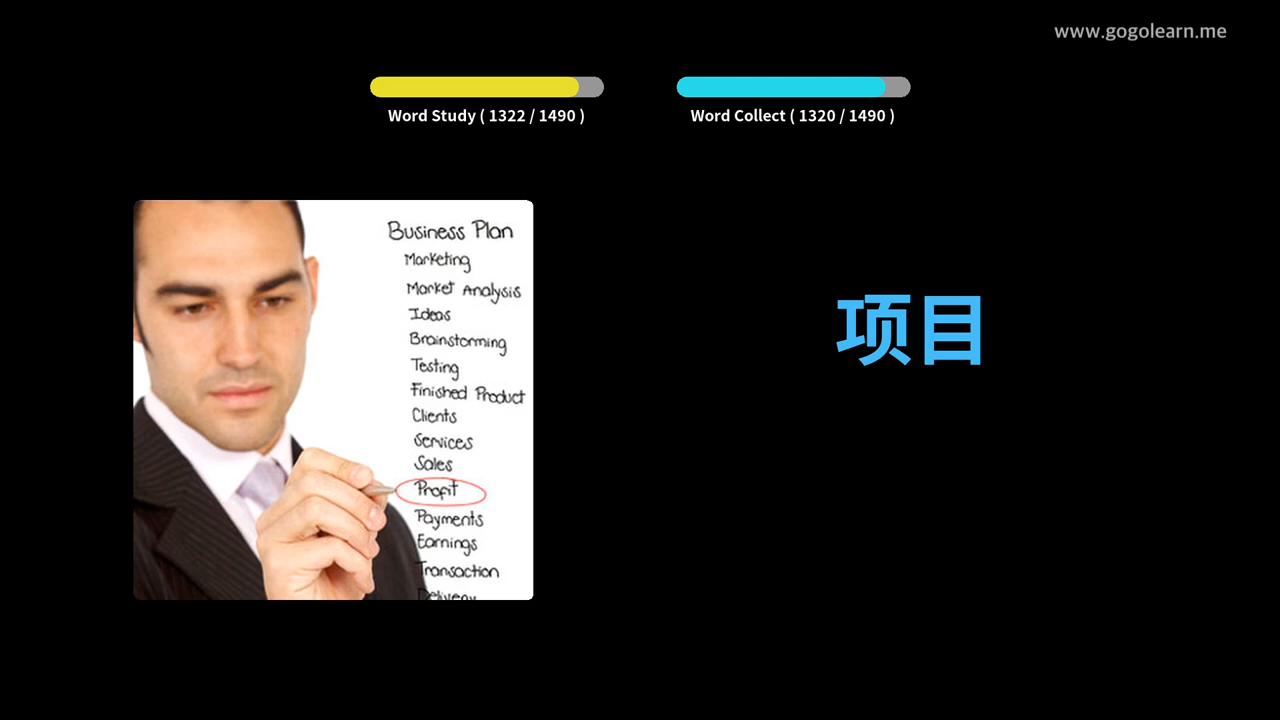 www.gogolearn.me
Word Study ( 1322 / 1490 )
Word Collect ( 1320 / 1490 )
Business Plan
Marketing
Market Analysis
Ideas
Brainstorming
Testing
Finished Product
Clients
Services
Sales
Profit
Payments
Earnings
Transaction
Delivery
项目